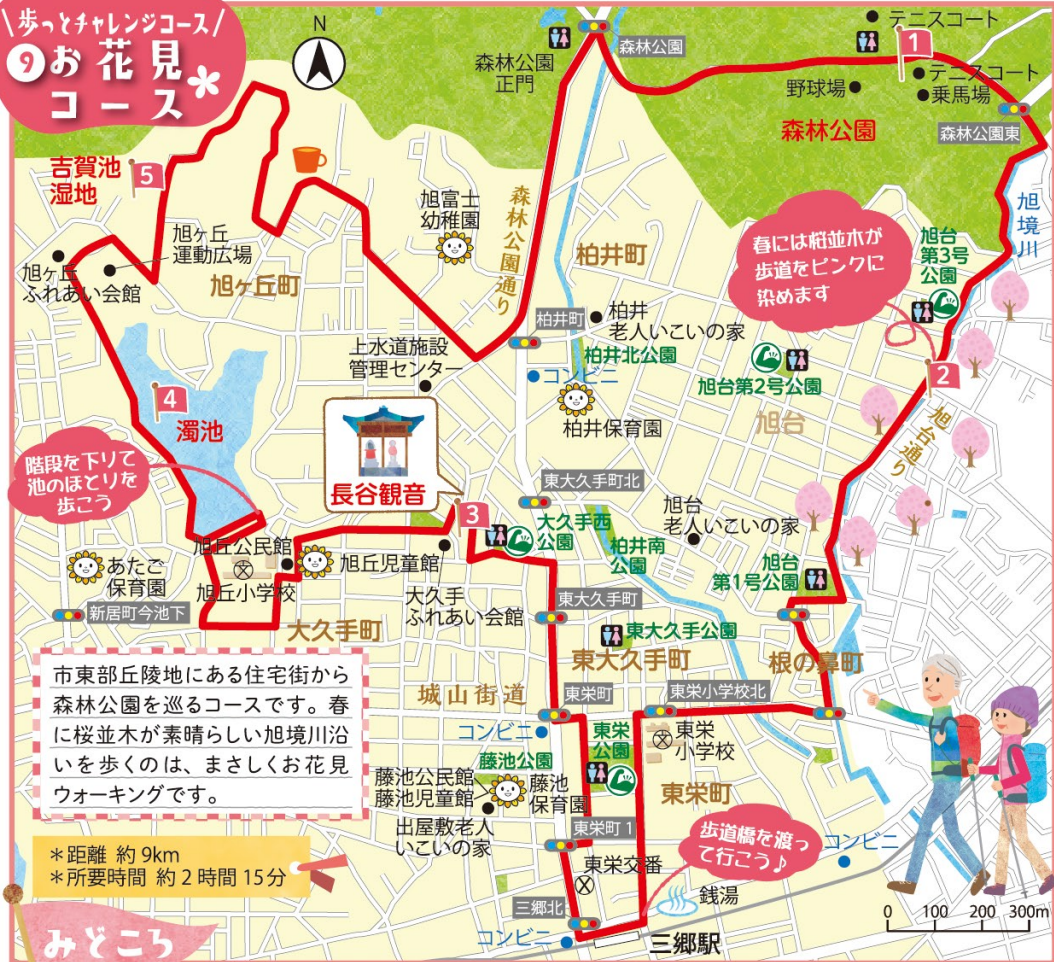 歩っとチャレンジコース
9 お花見
コース
N
森林公園
正門
森林公園
テニスコート
1
テニスコート
乗馬場
野球場
森林公園
森林公園東
吉賀池
湿地
5
旭ヶ丘
運動広場
旭ヶ丘
ふれあい会館
旭ヶ丘町
旭富士
幼稚園
森林公園通り
柏井町
柏井町
柏井
老人いこいの家
柏井北公園
コンビニ
柏井保育園
上水道施設
管理センター
春には桜並木が
歩道をピンクに
染めます
旭台
第3号
公園
旭境川
旭台第2号公園
旭台
2
旭台通り
4
濁池
階段を下りて
池のほとりを
歩こう
長谷観音
3
東大久手町北
大久手西
公園
柏井南
公園
旭台
老人いこいの家
旭台
第1号公園
あたご
保育園
新居町今池下
旭丘公民館
旭丘小学校
旭丘児童館
大久手
ふれあい会館
大久手町
東大久手町
東大久手公園
東大久手町
根の鼻町
市東部丘陵地にある住宅街から
森林公園を巡るコースです。春
に桜並木が素晴らしい旭境川沿
いを歩くのは、まさしくお花見
ウォーキングです。
城山街道
東栄町
東栄小学校北
コンビニ
東栄
公園
東栄
小学校
藤池公園
藤池公民館
藤池児童館
藤池
保育園
出屋敷老人
いこいの家
東栄町
東栄町1
東栄交番
歩道橋を渡っ
て行こう♪
コンビニ
銭湯
三郷北
コンビニ
三郷駅
0 100 200 300m
*距離 約9km
*所要時間 約2時間15分
みどころ